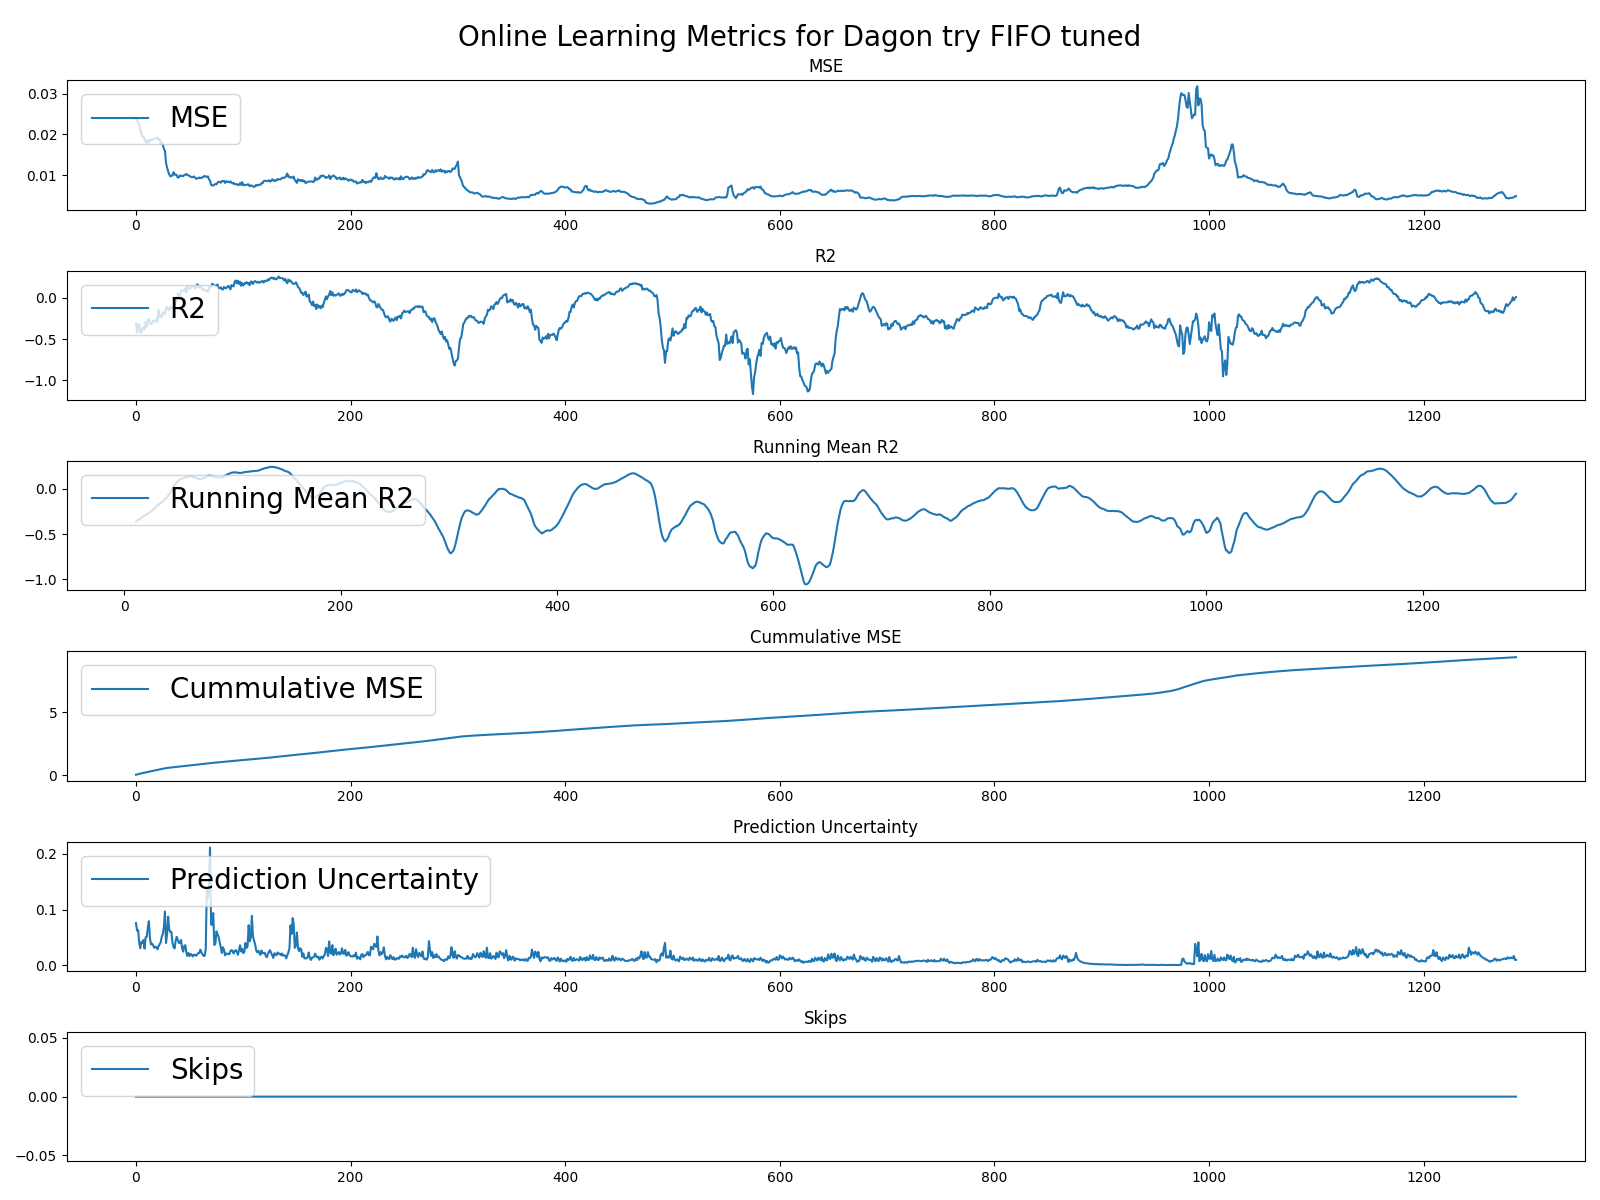 Online Learning Metrics for Dagon try FIFO tuned
MSE
0.03
0.02
0.01
MSE
0 200 400 600 800 1000 1200
R2
0.0
−0.5
−1.0
R2
0 200 400 600 800 1000 1200
Running Mean R2
0.0
−0.5
−1.0
Running Mean R2
0 200 400 600 800 1000 1200
Cummulative MSE
5
0
Cummulative MSE
0 200 400 600 800 1000 1200
Prediction Uncertainty
0.2
0.1
0.0
Prediction Uncertainty
0 200 400 600 800 1000 1200
Skips
0.05
0.00
−0.05
Skips
0 200 400 600 800 1000 1200